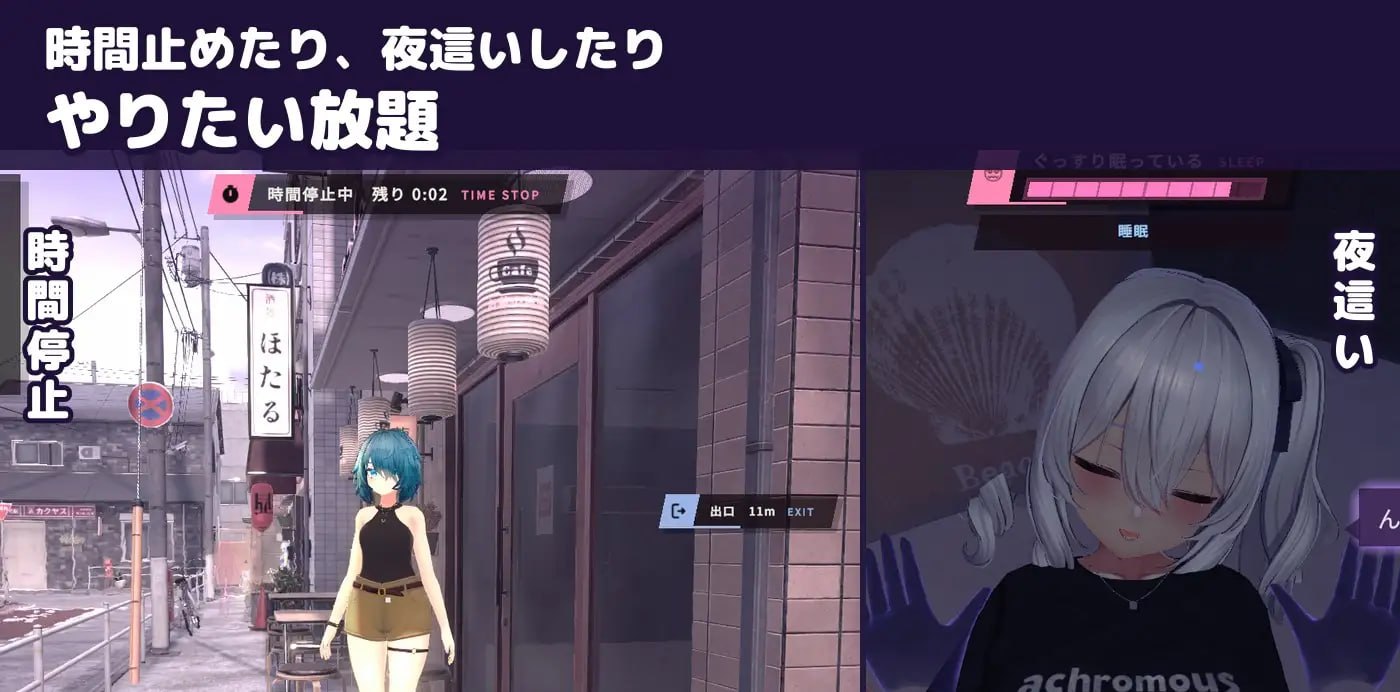 時間止めたり、夜這いしたり
やりたい放題
時間停止
時間停止中 残り 0:02 TIME STOP
Cafe
ほたる
カクヤス
出口 11m EXIT
ぐっすり眠っている SLEEP
睡眠
夜這い
ん
achromous